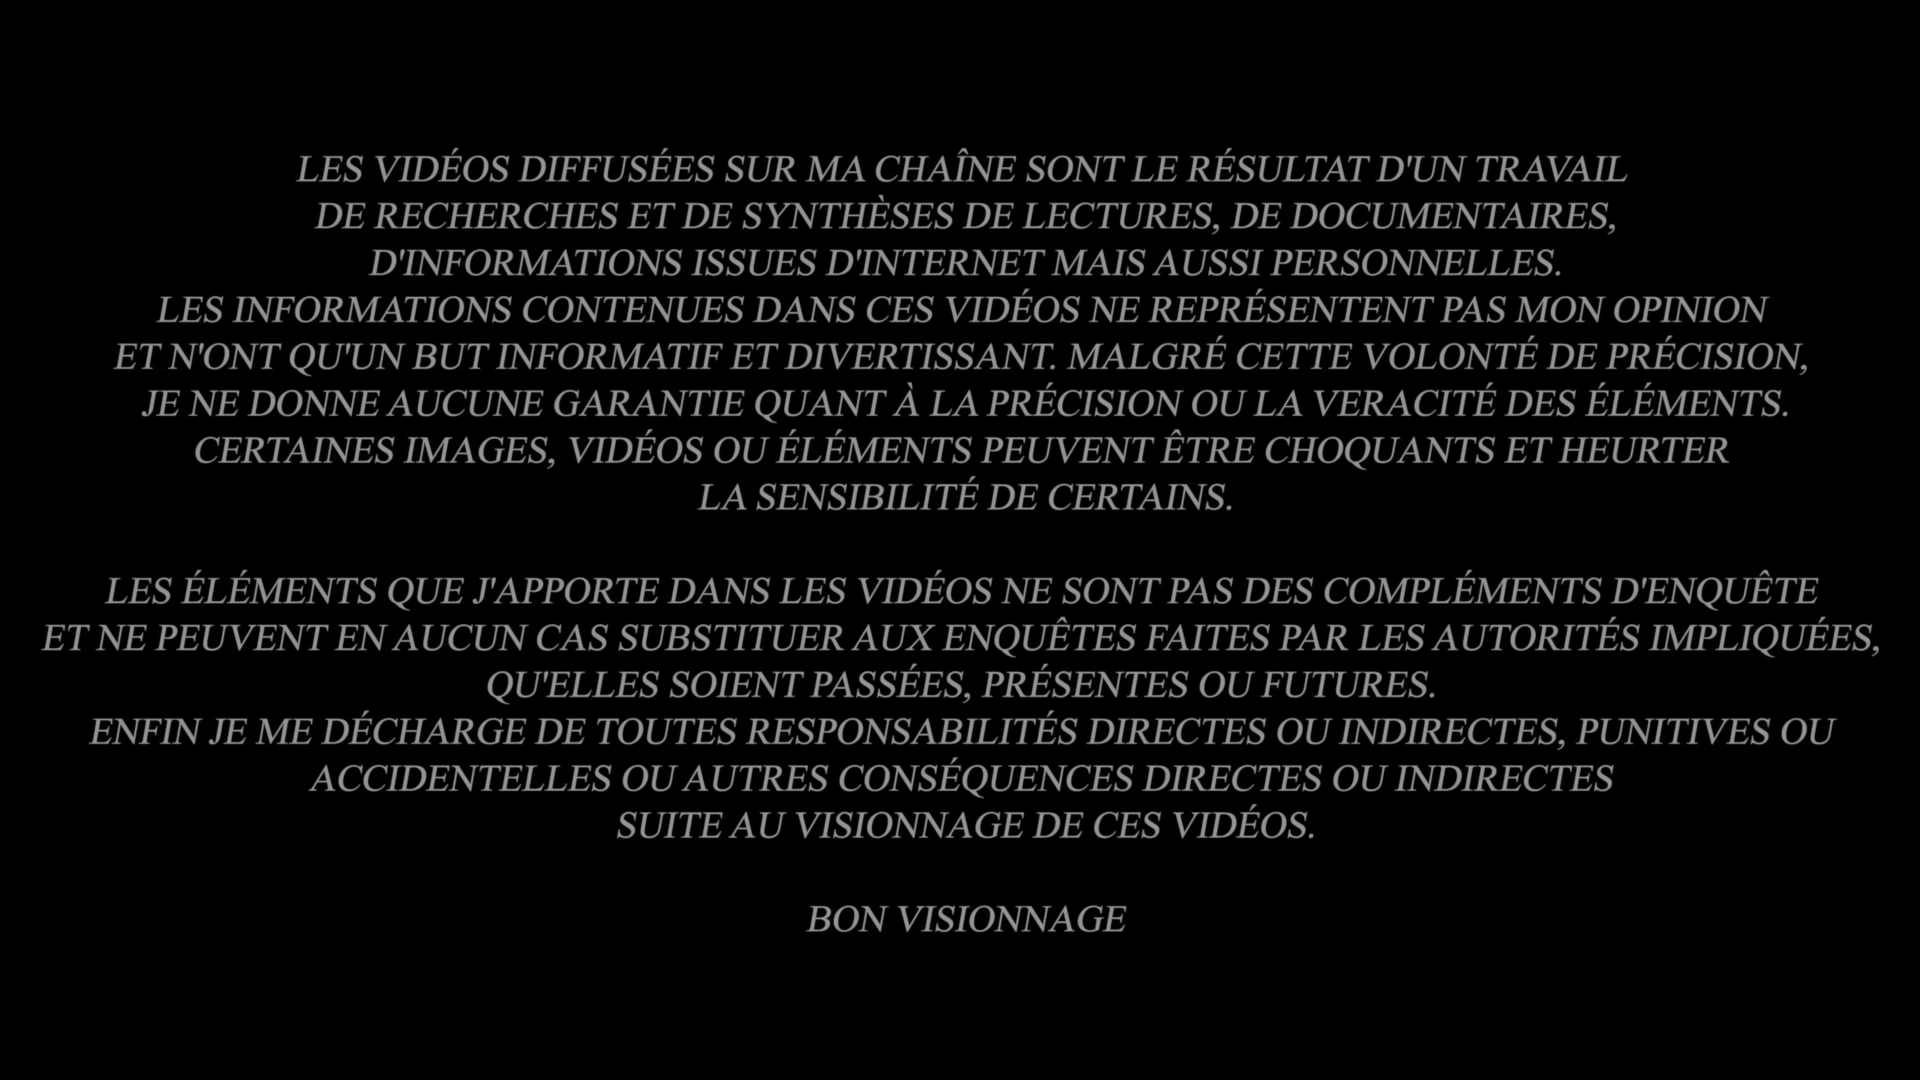 LES VIDÉOS DIFFUSÉES SUR MA CHAÎNE SONT LE RÉSULTAT D'UN TRAVAIL
DE RECHERCHES ET DE SYNTHÈSES DE LECTURES, DE DOCUMENTAIRES,
D'INFORMATIONS ISSUES D'INTERNET MAIS AUSSI PERSONNELLES.
LES INFORMATIONS CONTENUES DANS CES VIDÉOS NE REPRÉSENTENT PAS MON OPINION
ET N'ONT QU'UN BUT INFORMATIF ET DIVERTISSANT. MALGRÉ CETTE VOLONTÉ DE PRÉCISION,
JE NE DONNE AUCUNE GARANTIE QUANT À LA PRÉCISION OU LA VERACITÉ DES ÉLÉMENTS.
CERTAINES IMAGES, VIDÉOS OU ÉLÉMENTS PEUVENT ÊTRE CHOQUANTS ET HEURTER
LA SENSIBILITÉ DE CERTAINS.
LES ÉLÉMENTS QUE J'APPORTE DANS LES VIDÉOS NE SONT PAS DES COMPLÉMENTS D'ENQUÊTE
ET NE PEUVENT EN AUCUN CAS SUBSTITUER AUX ENQUÊTES FAITES PAR LES AUTORITÉS IMPLIQUÉES,
QU'ELLES SOIENT PASSÉES, PRÉSENTES OU FUTURES.
ENFIN JE ME DÉCHARGE DE TOUTES RESPONSABILITÉS DIRECTES OU INDIRECTES, PUNITIVES OU
ACCIDENTELLES OU AUTRES CONSÉQUENCES DIRECTES OU INDIRECTES
SUITE AU VISIONNAGE DE CES VIDÉOS.
BON VISIONNAGE